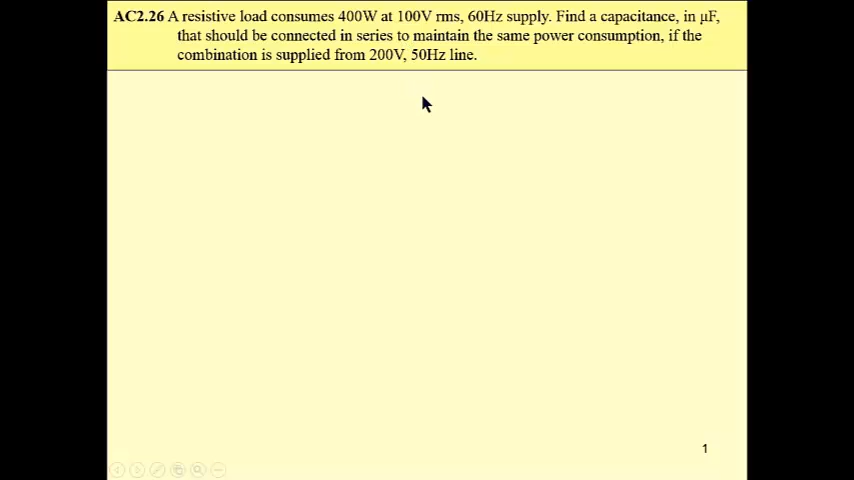 AC2.26 A resistive load consumes 400W at 100V rms, 60Hz supply. Find a capacitance, in μF,
that should be connected in series to maintain the same power consumption, if the
combination is supplied from 200V, 50Hz line.
1